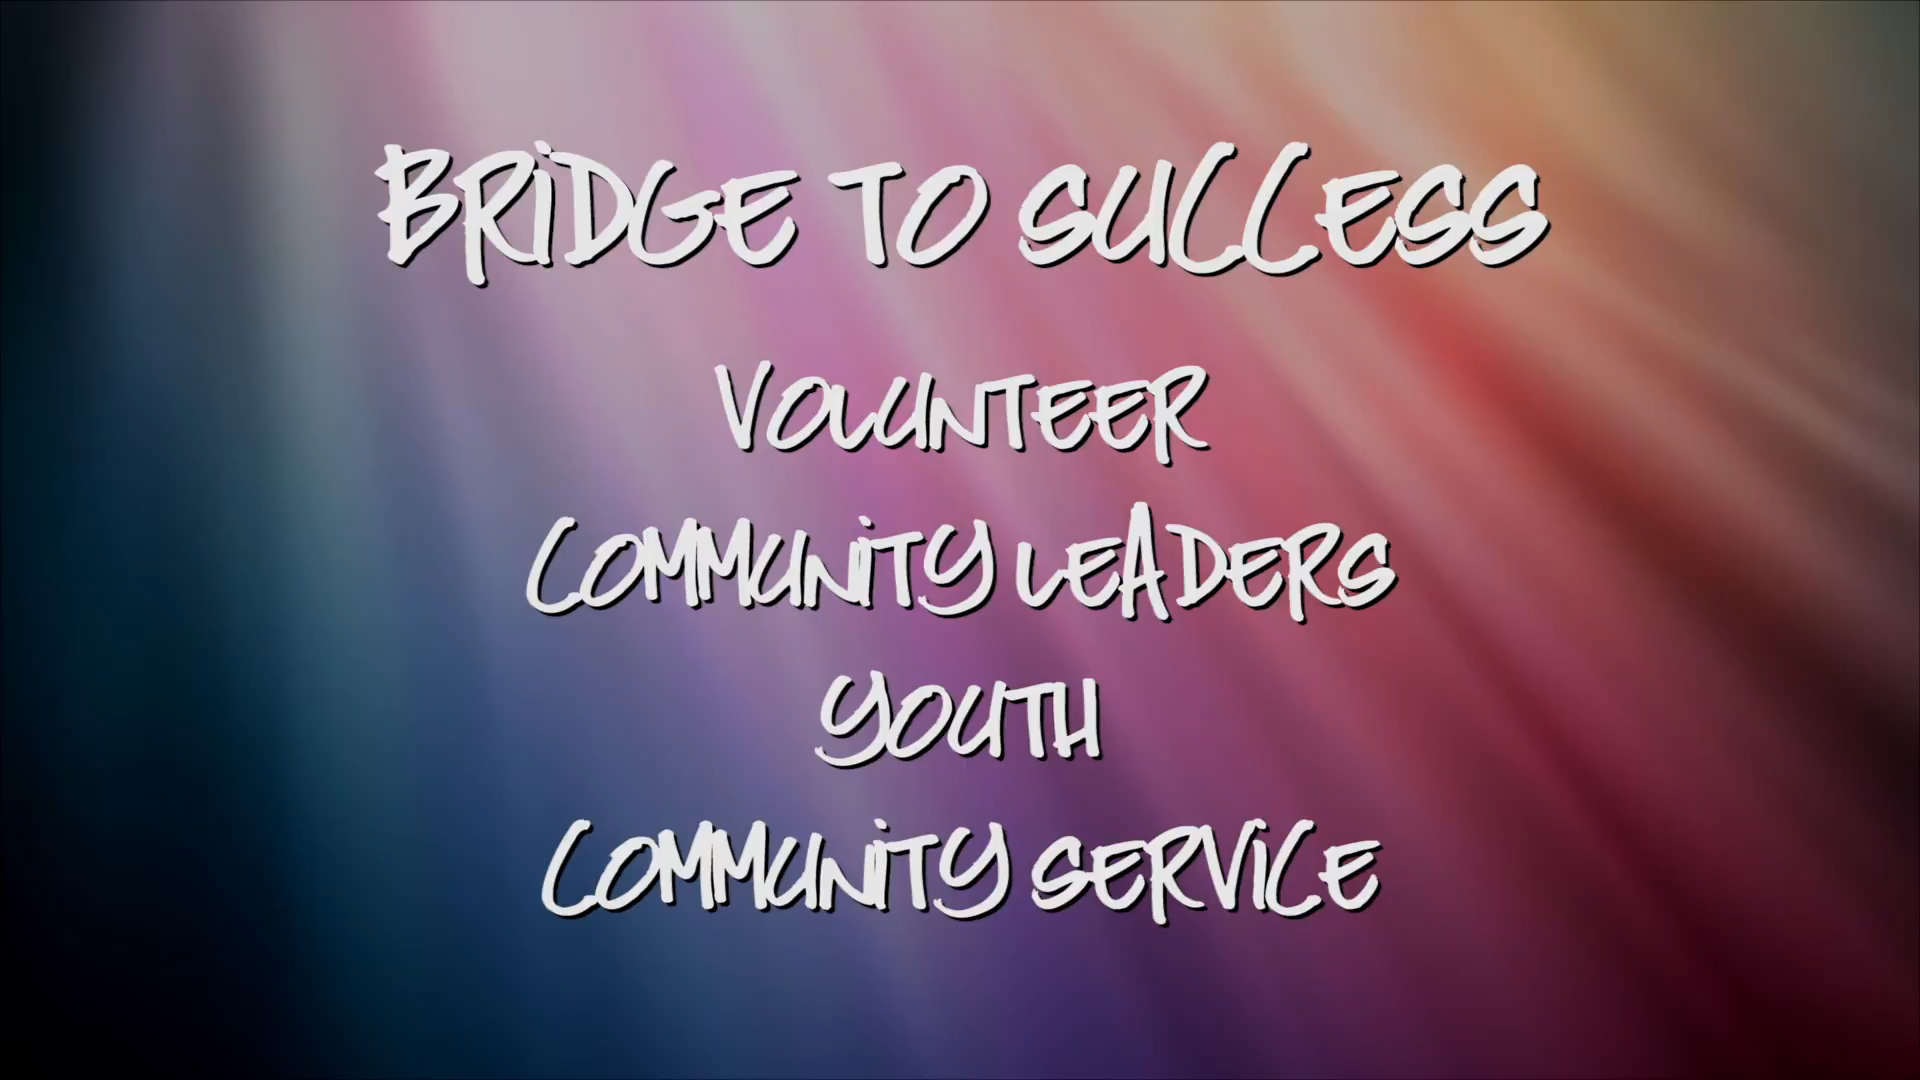 BRiDGE TO SUCCESS
VOLUNTEER
COMMUNiTY LEADERS
YOUTH
COMMUNiTY SERViCE